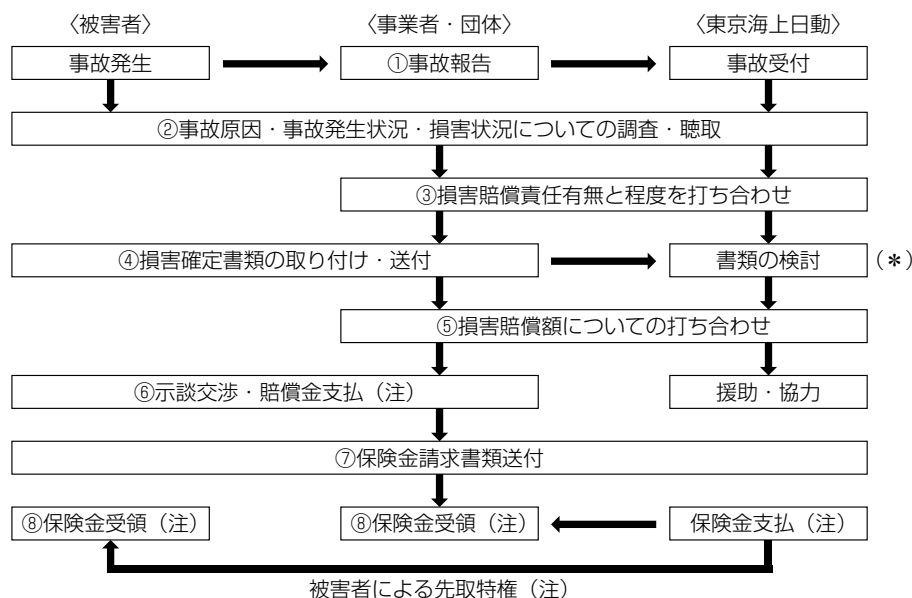 〈被害者〉 〈事業者・団体〉 〈東京海上日動〉
事故発生 ①事故報告 事故受付
②事故原因・事故発生状況・損害状況についての調査・聴取
③損害賠償責任有無と程度を打ち合わせ
④損害確定書類の取り付け・送付 書類の検討 (＊)
⑤損害賠償額についての打ち合わせ
⑥示談交渉・賠償金支払（注） 援助・協力
⑦保険金請求書類送付
⑧保険金受領（注） ⑧保険金受領（注） 保険金支払（注）
被害者による先取特権（注）